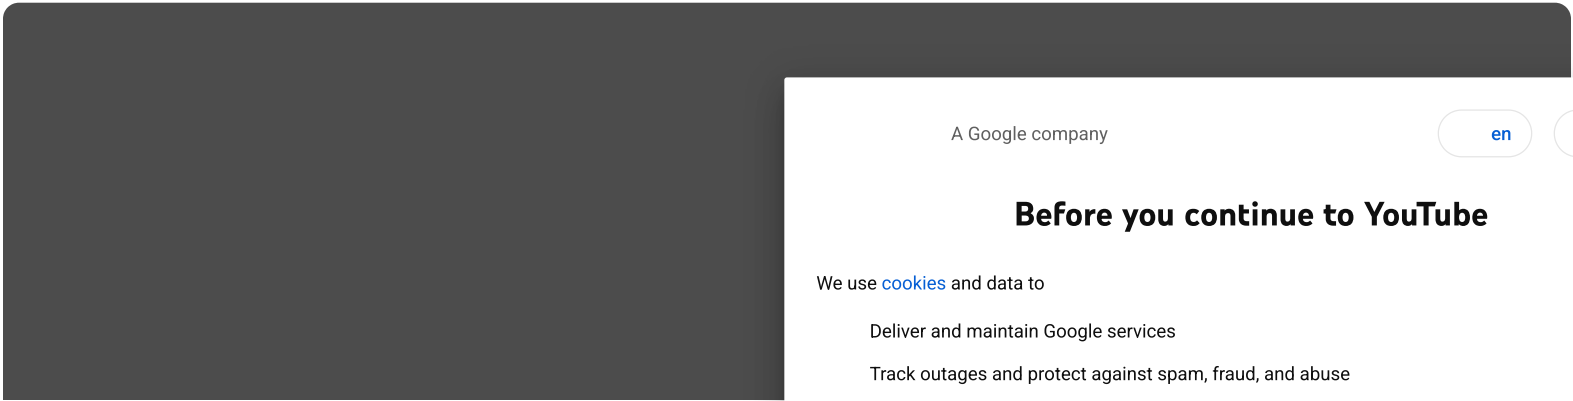 A Google company
en
Before you continue to YouTube
We use cookies and data to
Deliver and maintain Google services
Track outages and protect against spam, fraud, and abuse